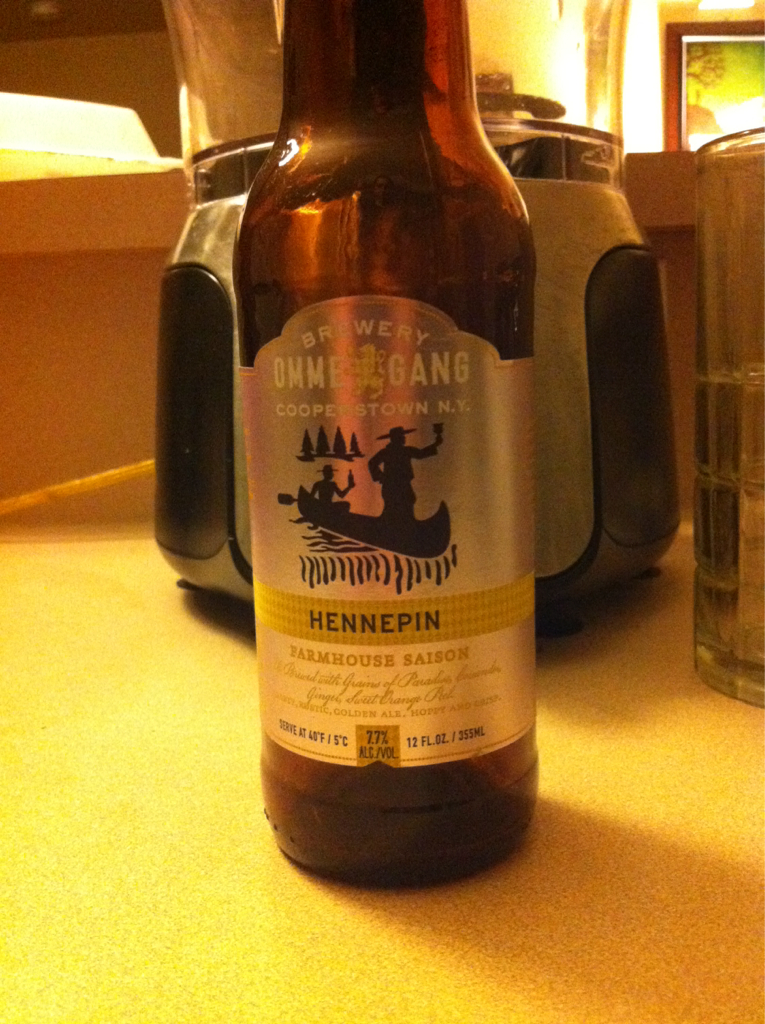 BREWERY
OMMEGANG
COOPERSTOWN N.Y.
HENNEPIN
FARMHOUSE SAISON
Brewed with Grains of Paradise, Coriander,
Ginger, Sweet Orange Peel.
RUSTIC, GOLDEN ALE, HOPPY AND CRISP.
SERVE AT 40°F / 5°C
7.7%
ALC./VOL.
12 FL.OZ. / 355ML